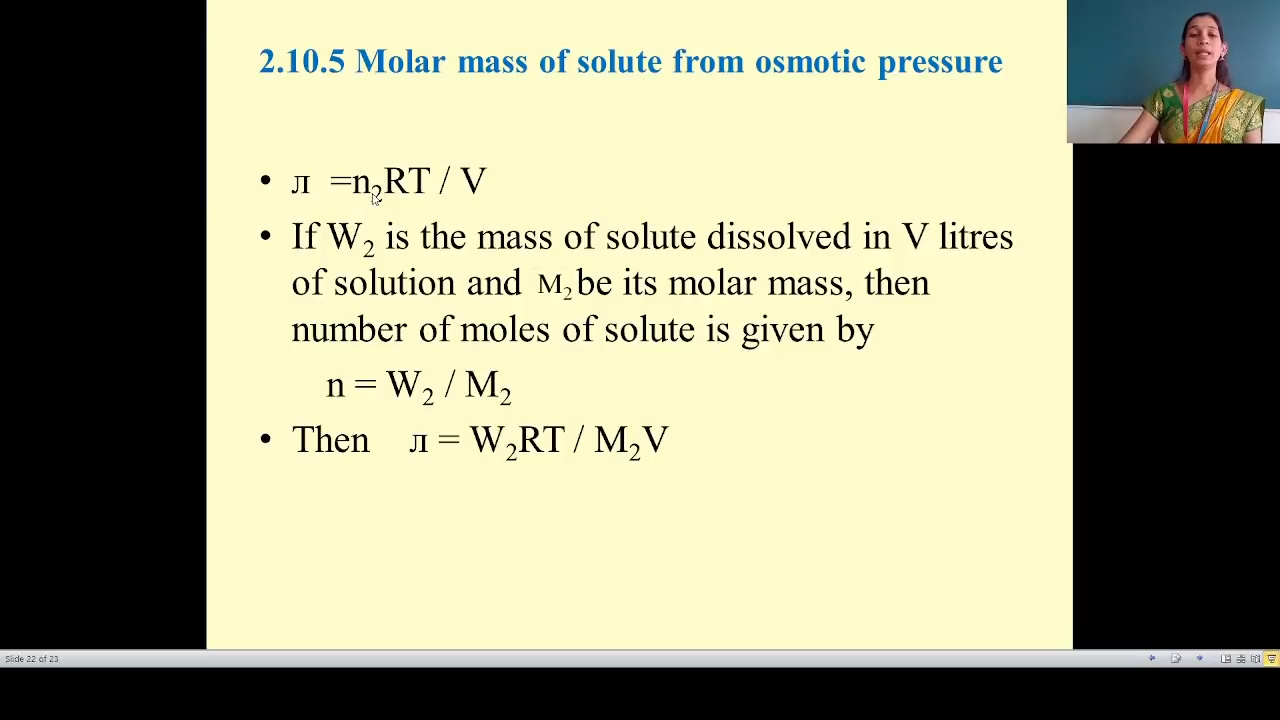 2.10.5 Molar mass of solute from osmotic pressure
• л =n₂RT / V
• If W₂ is the mass of solute dissolved in V litres
of solution and M₂ be its molar mass, then
number of moles of solute is given by
n = W₂ / M₂
• Then л = W₂RT / M₂V
Slide 22 of 23